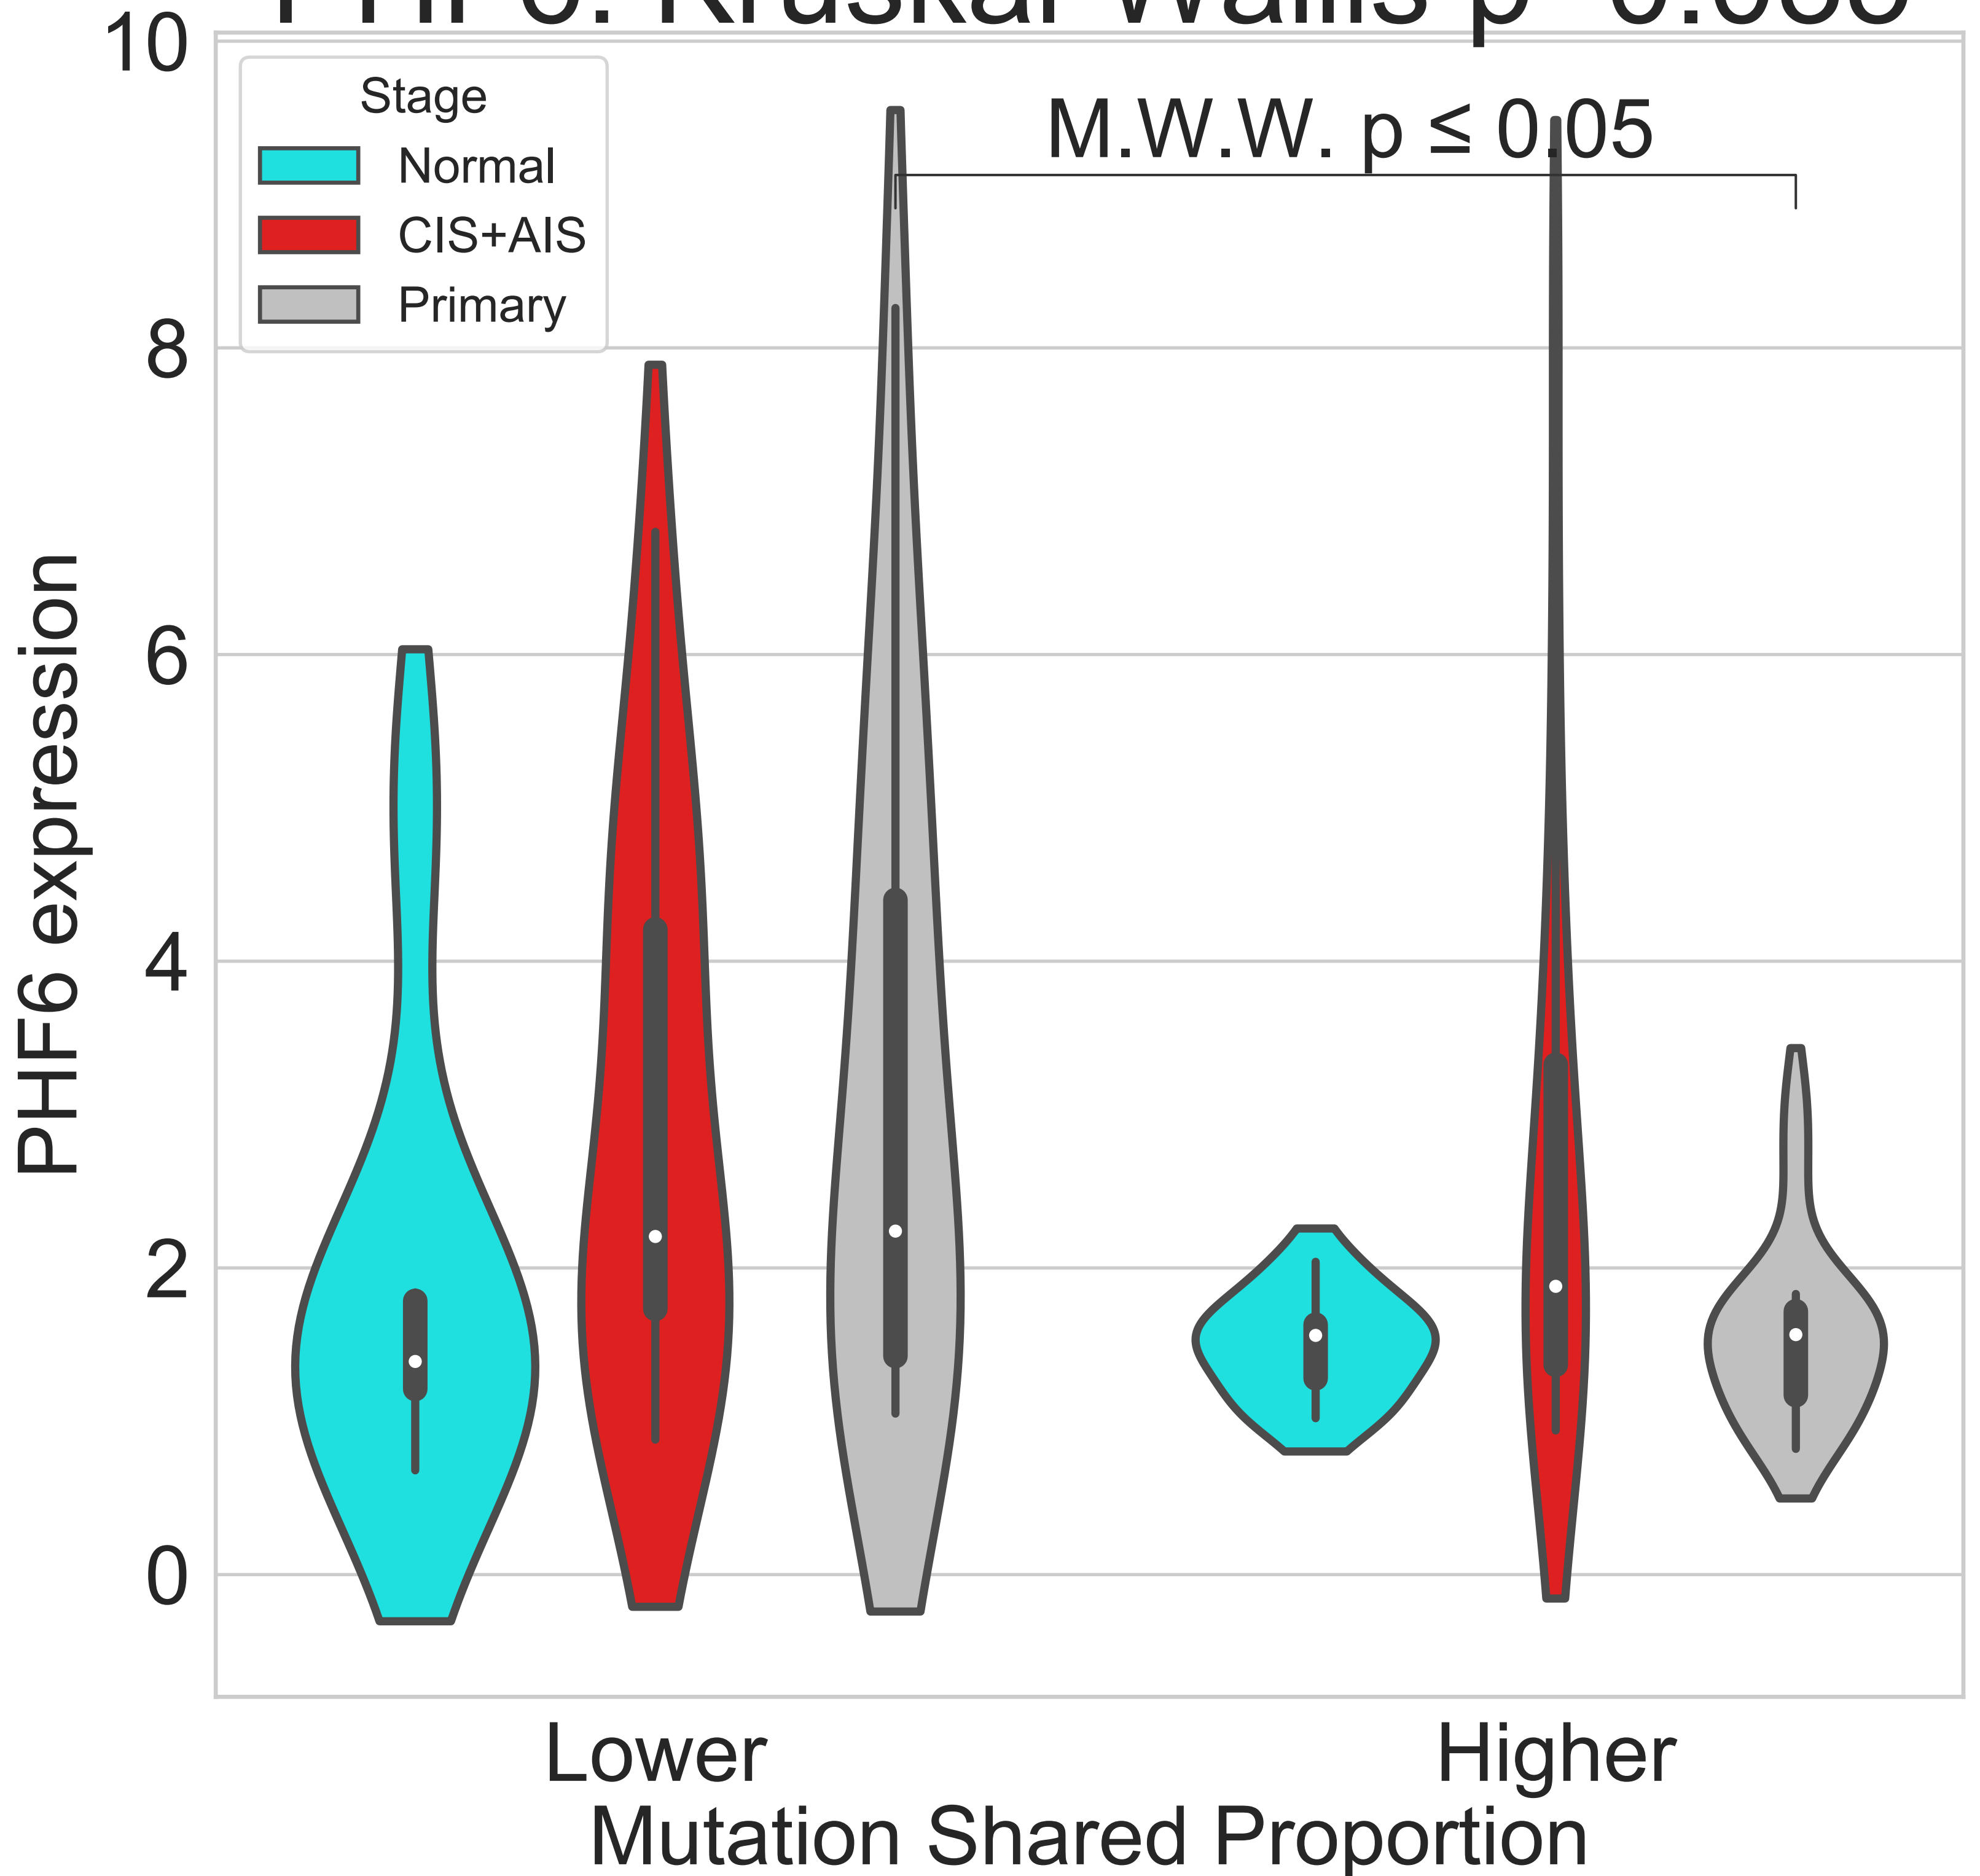 10
Stage
Normal
CIS+AIS
Primary
M.W.W. p ≤ 0.05
8
6
4
2
0
PHF6 expression
Lower
Higher
Mutation Shared Proportion